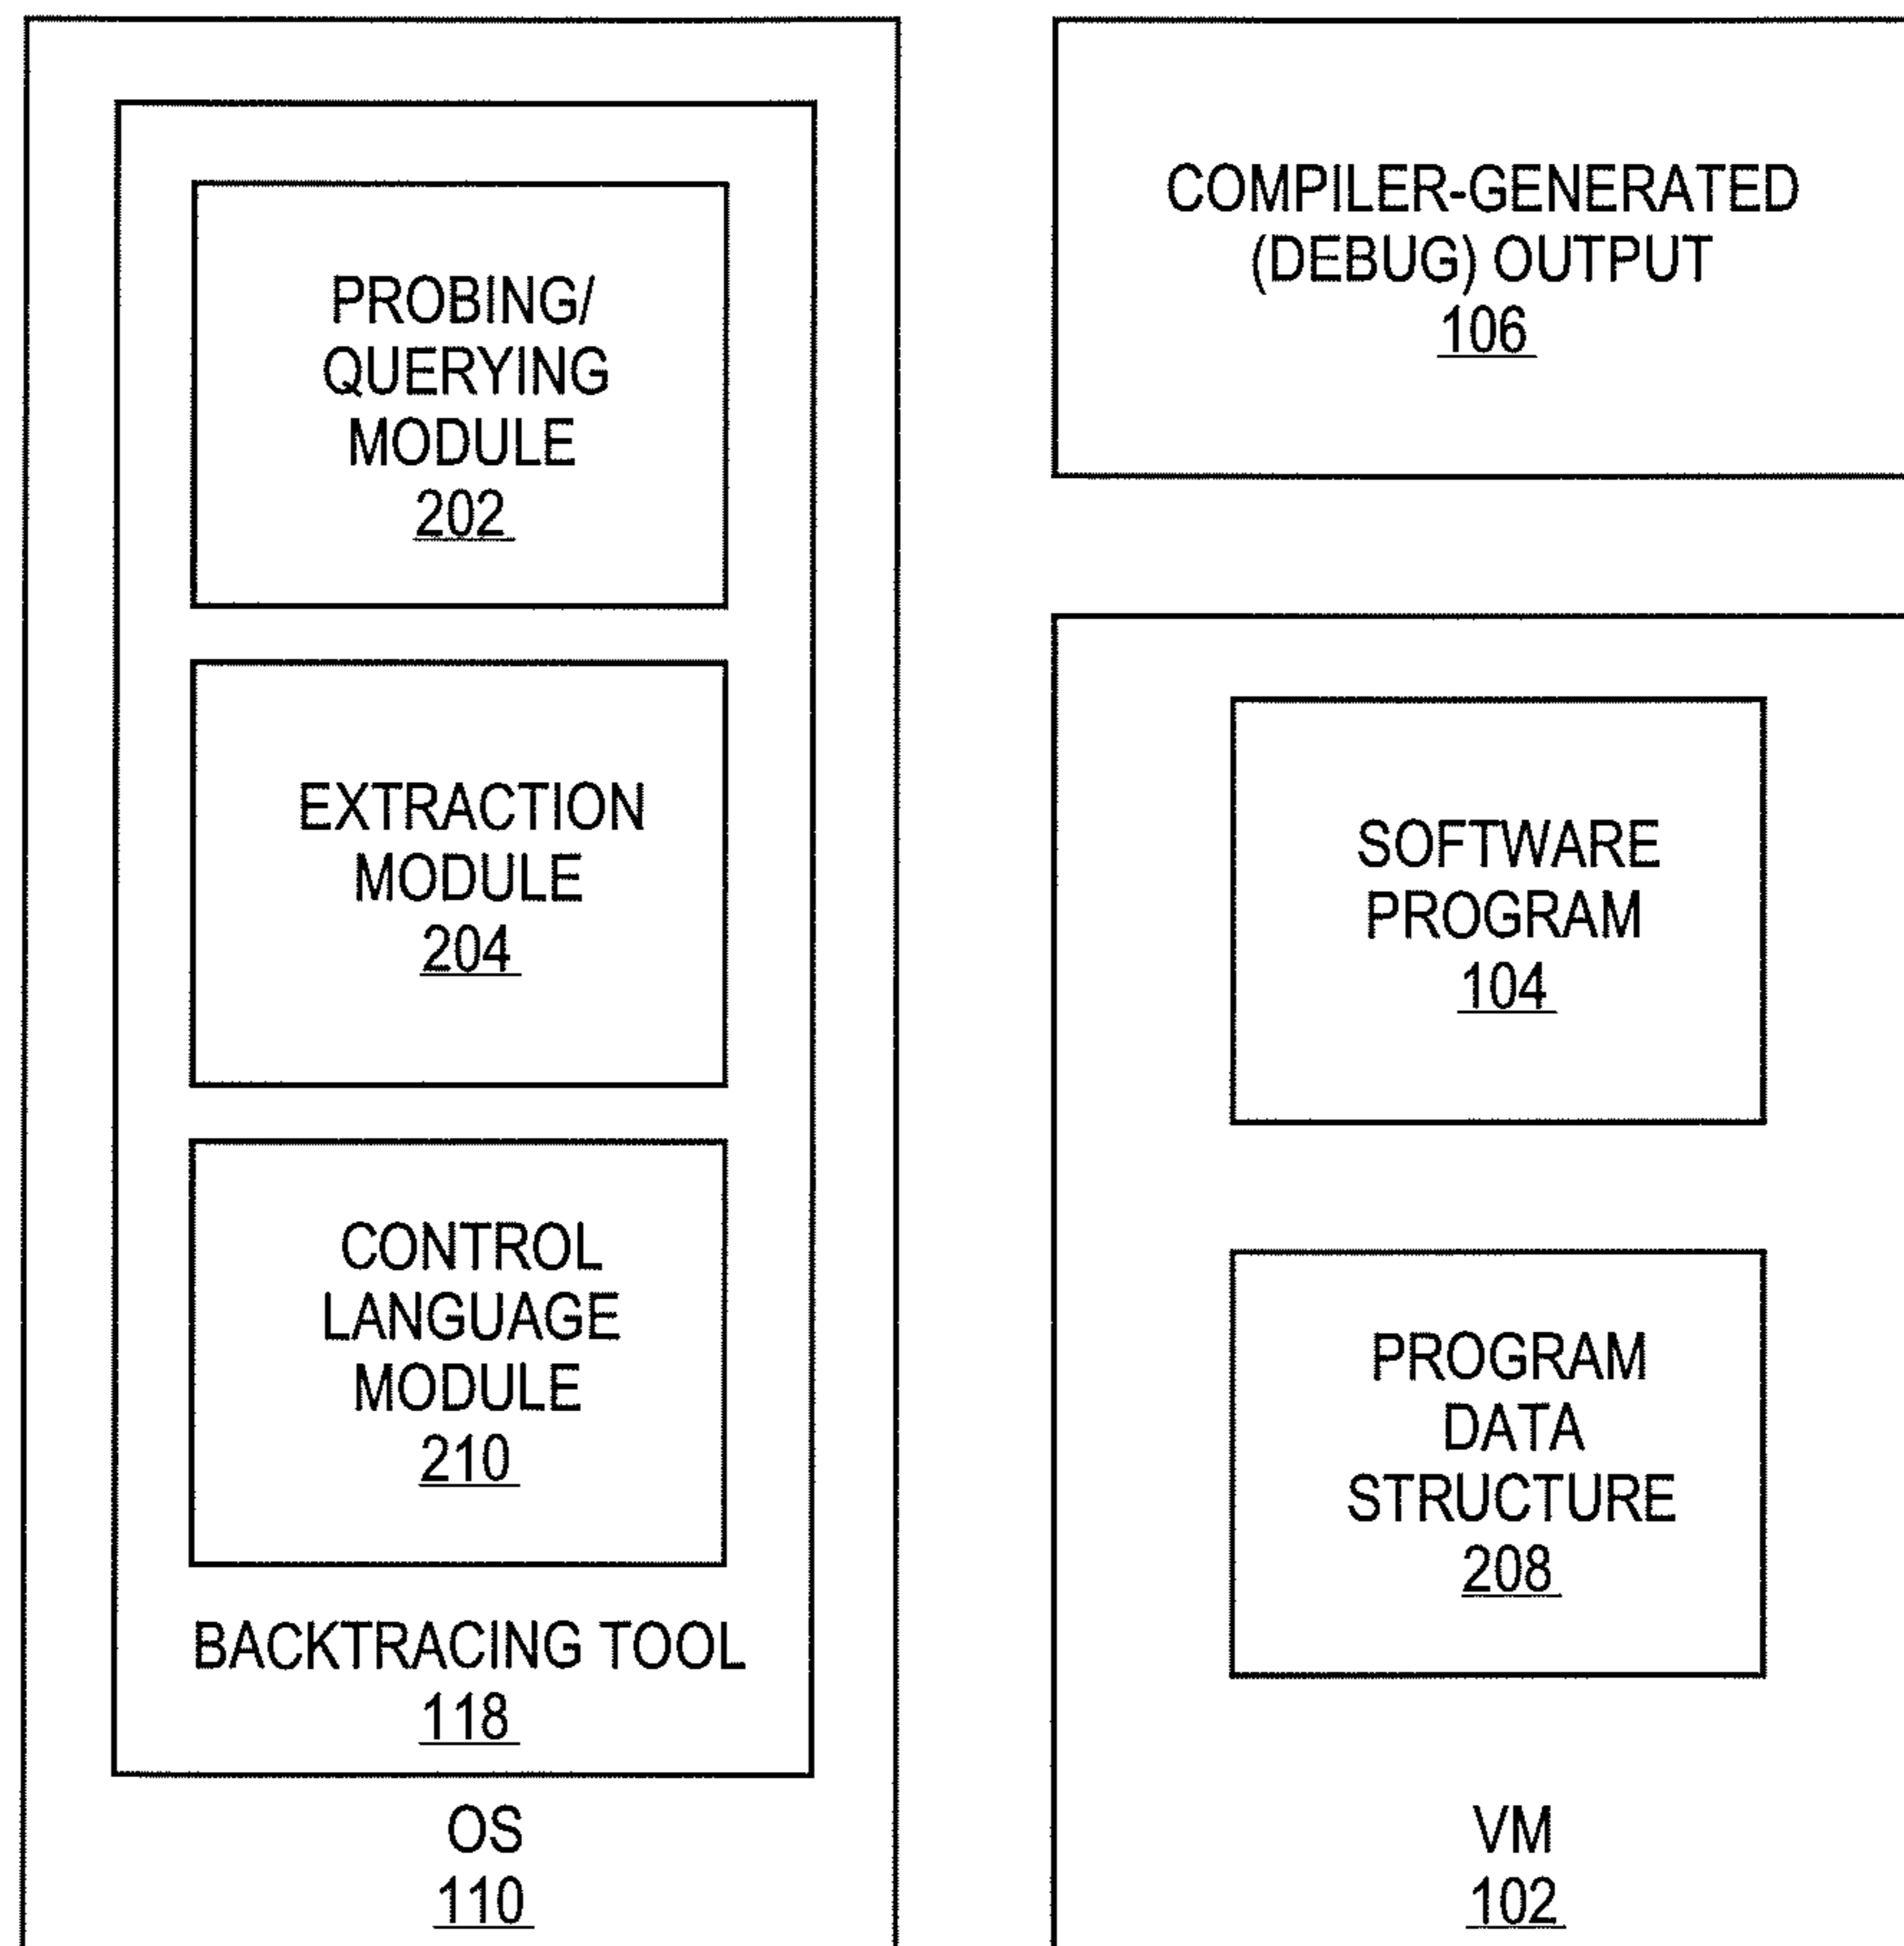 PROBING/
QUERYING
MODULE
202
EXTRACTION
MODULE
204
CONTROL
LANGUAGE
MODULE
210
BACKTRACING TOOL
118
OS
110
COMPILER-GENERATED
(DEBUG) OUTPUT
106
SOFTWARE
PROGRAM
104
PROGRAM
DATA
STRUCTURE
208
VM
102